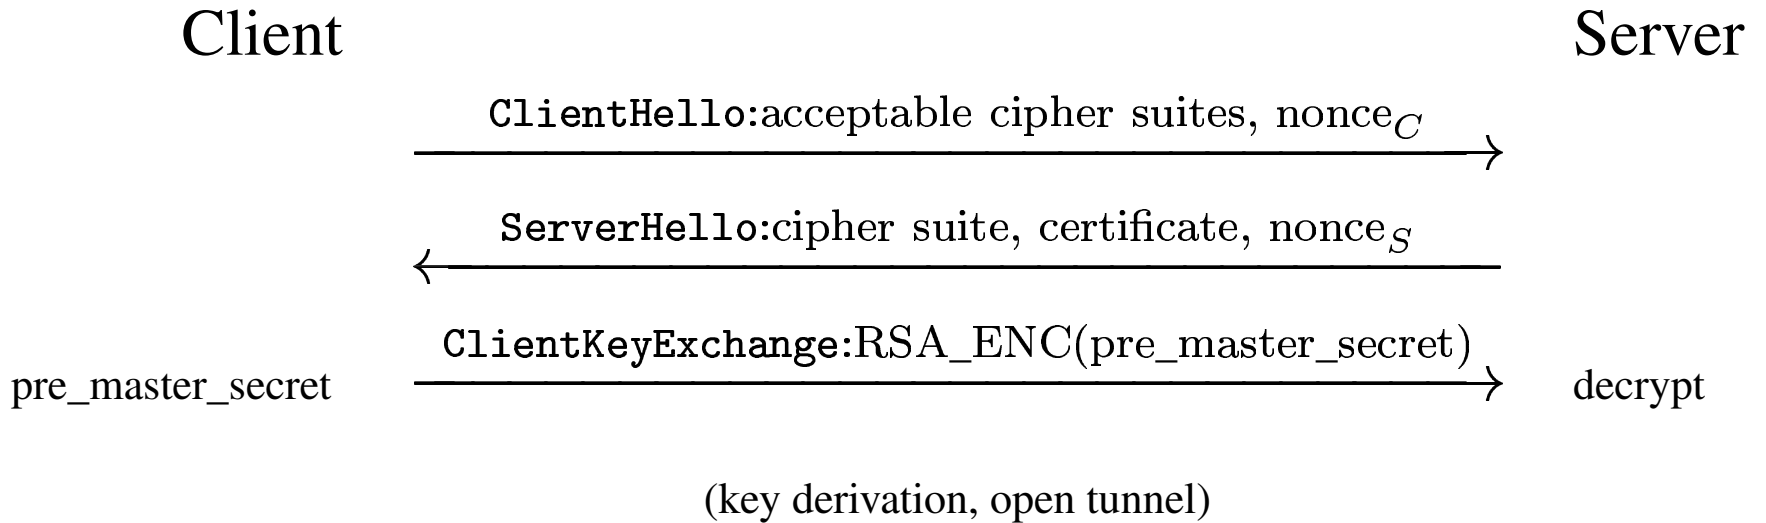 Client Server
ClientHello:acceptable cipher suites, nonce_C
ServerHello:cipher suite, certificate, nonce_S
ClientKeyExchange:RSA_ENC(pre_master_secret)
pre_master_secret decrypt
(key derivation, open tunnel)